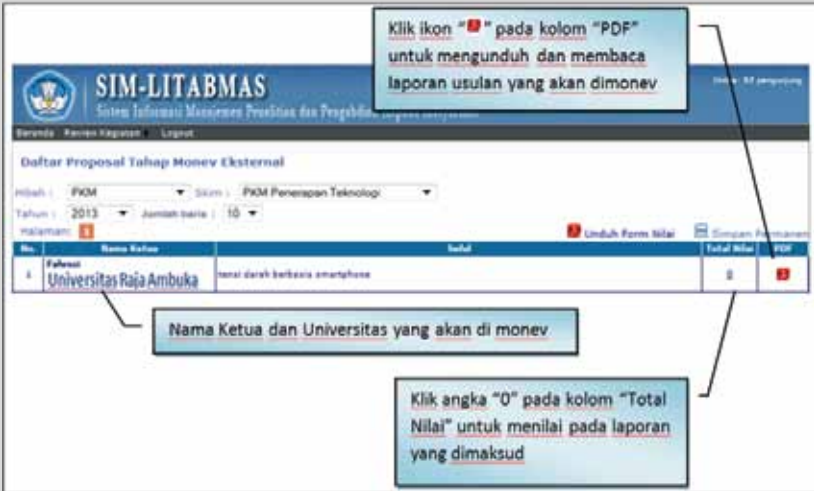 Klik ikon “ ” pada kolom “PDF”
untuk mengunduh dan membaca
laporan usulan yang akan dimonev
SIM-LITABMAS
Sistem Informasi Manajemen Penelitian dan
Beranda Review Kegiatan Logout
Daftar Proposal Tahap Monev Eksternal
Hibah : PKM Skim : PKM Penerapan Teknologi
Tahun : 2013 Jumlah baris : 10
Halaman: 1
Unduh Form Nilai Simpan Permanen
No. Nama Ketua Judul Total Nilai PDF
Universitas Raja Ambuka
tensi darah berbasis smartphone
0
Nama Ketua dan Universitas yang akan di monev
Klik angka “0” pada kolom “Total
Nilai” untuk menilai pada laporan
yang dimaksud